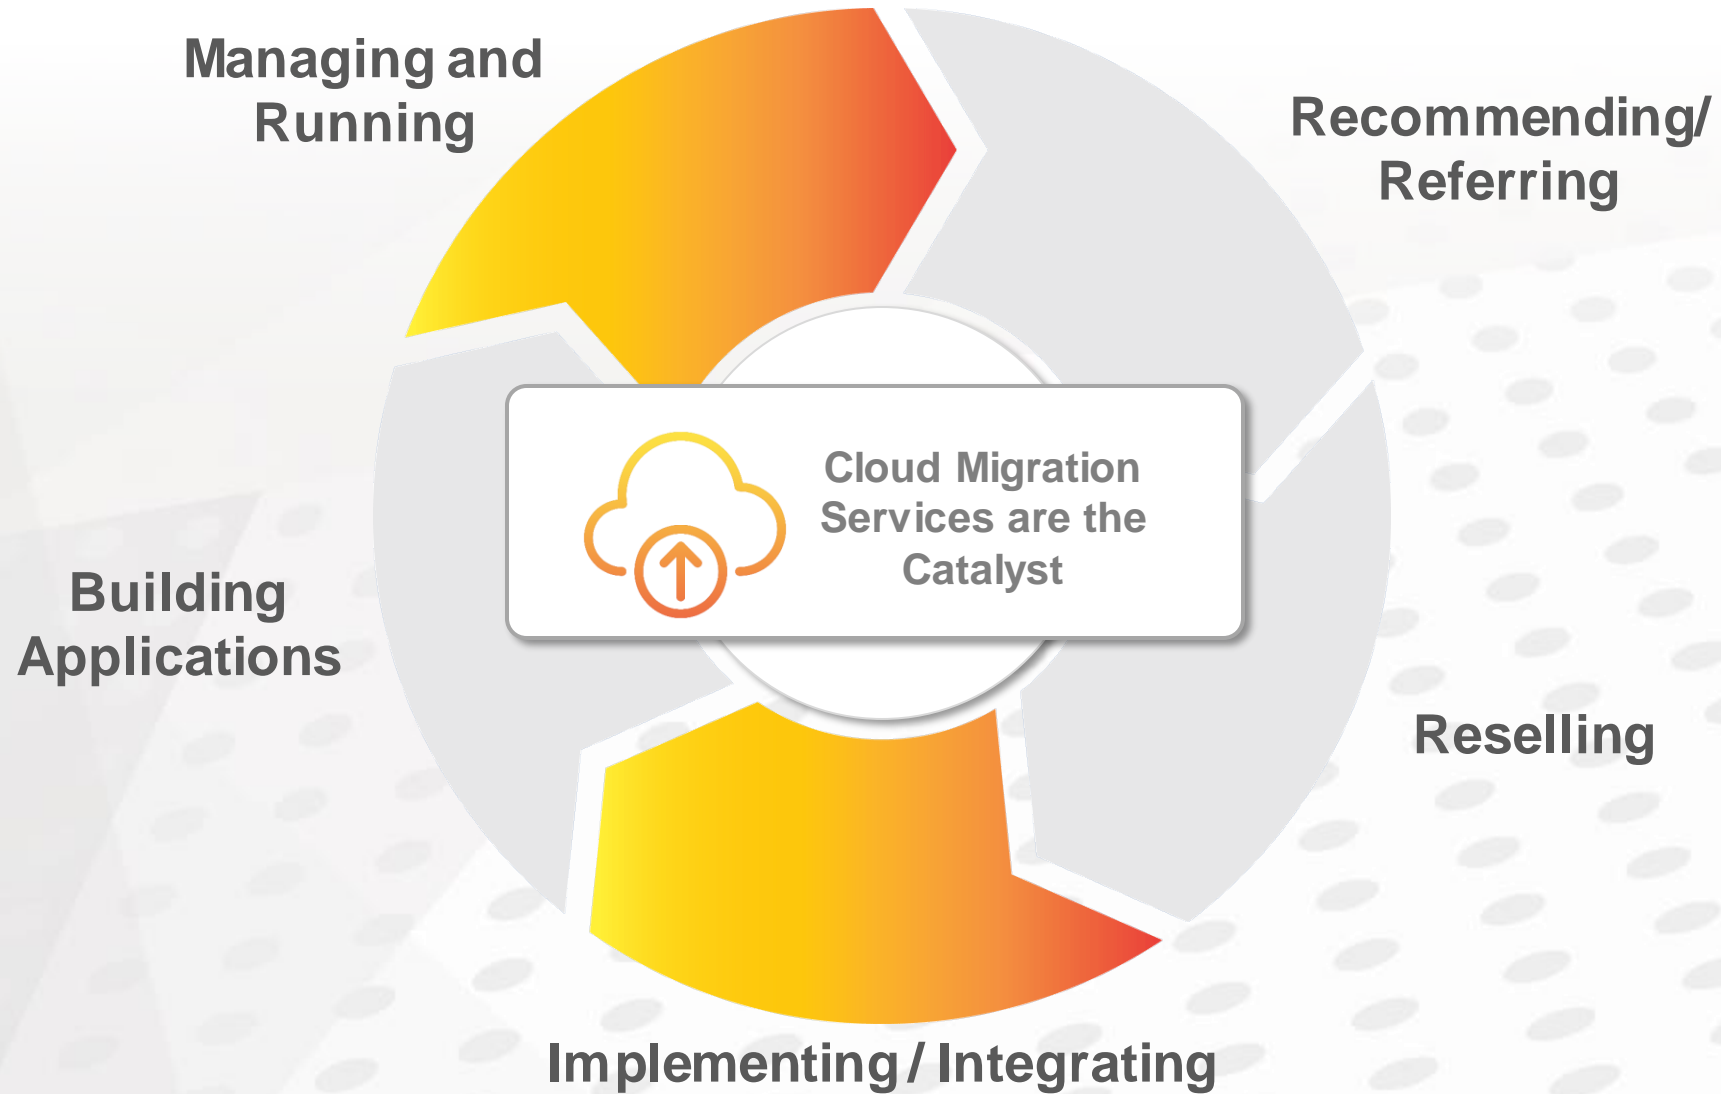 Managing and
Running
Recommending/
Referring
Cloud Migration
Services are the
Catalyst
Building
Applications
Reselling
Implementing / Integrating